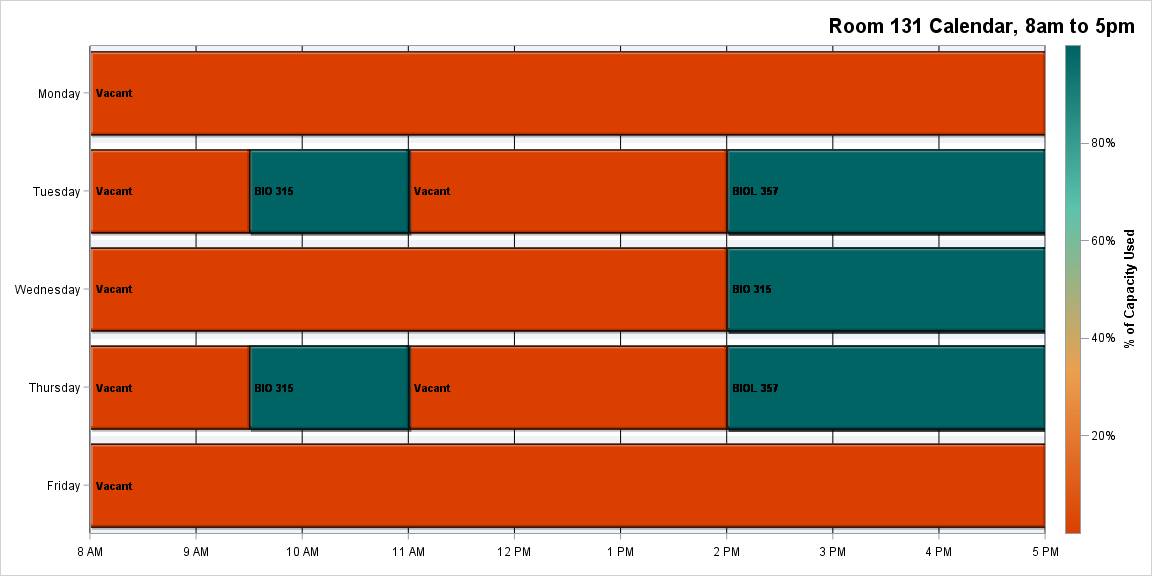 Room 131 Calendar, 8am to 5pm
Monday
Vacant
Tuesday
Vacant
BIO 315
Vacant
BIOL 357
Wednesday
Vacant
BIO 315
Thursday
Vacant
BIO 315
Vacant
BIOL 357
Friday
Vacant
8 AM
9 AM
10 AM
11 AM
12 PM
1 PM
2 PM
3 PM
4 PM
5 PM
80%
60%
40%
20%
% of Capacity Used